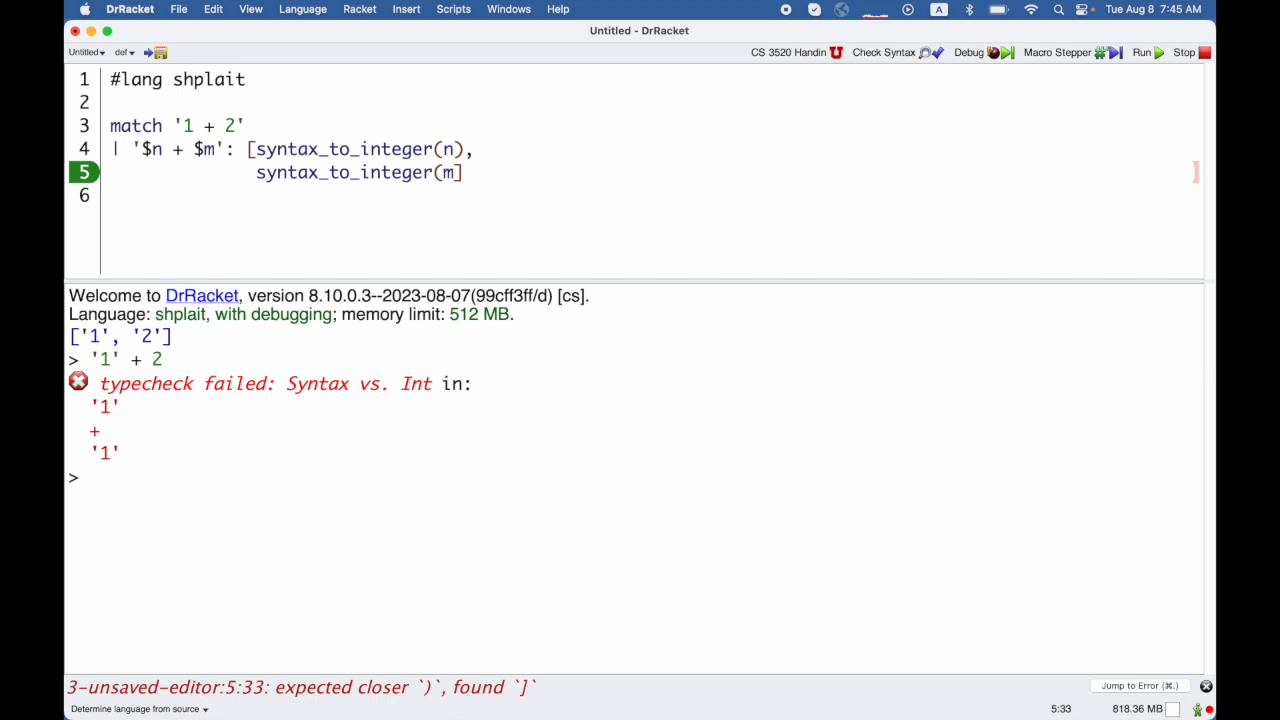 DrRacket File Edit View Language Racket Insert Scripts Windows Help A Tue Aug 8 7:45 AM
Untitled - DrRacket
Untitled▾ def▾ CS 3520 Handin Check Syntax Debug Macro Stepper Run Stop
1 #lang shplait
2
3 match '1 + 2'
4 | '$n + $m': [syntax_to_integer(n),
5 syntax_to_integer(m]
6
Welcome to DrRacket, version 8.10.0.3--2023-08-07(99cff3ff/d) [cs].
Language: shplait, with debugging; memory limit: 512 MB.
['1', '2']
> '1' + 2
typecheck failed: Syntax vs. Int in:
'1'
+
'1'
>
3-unsaved-editor:5:33: expected closer `)`, found `]`
Jump to Error (⌘.)
Determine language from source ▾ 5:33 818.36 MB